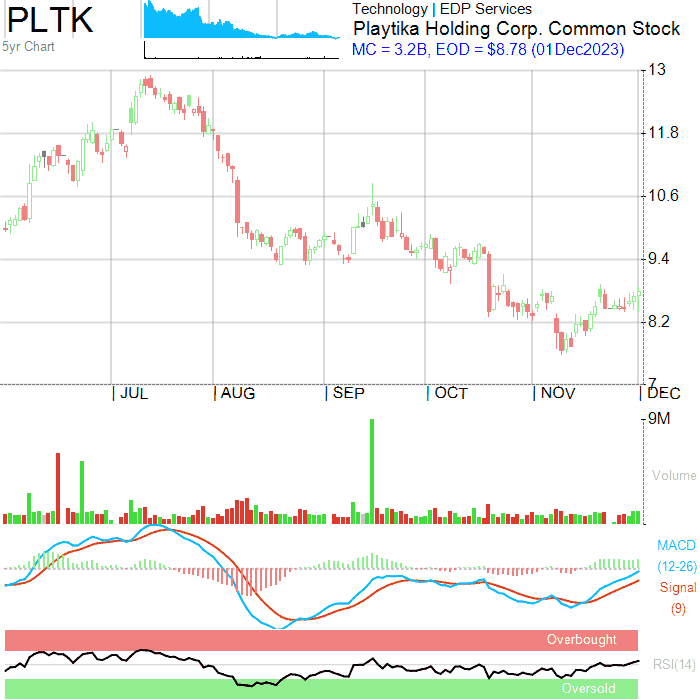 PLTK
5yr Chart
Technology | EDP Services
Playtika Holding Corp. Common Stock
MC = 3.2B, EOD = $8.78 (01Dec2023)
13
11.8
10.6
9.4
8.2
7
| JUL | AUG | SEP | OCT | NOV | DEC
9M
Volume
MACD
(12-26)
Signal
(9)
Overbought
RSI(14)
Oversold